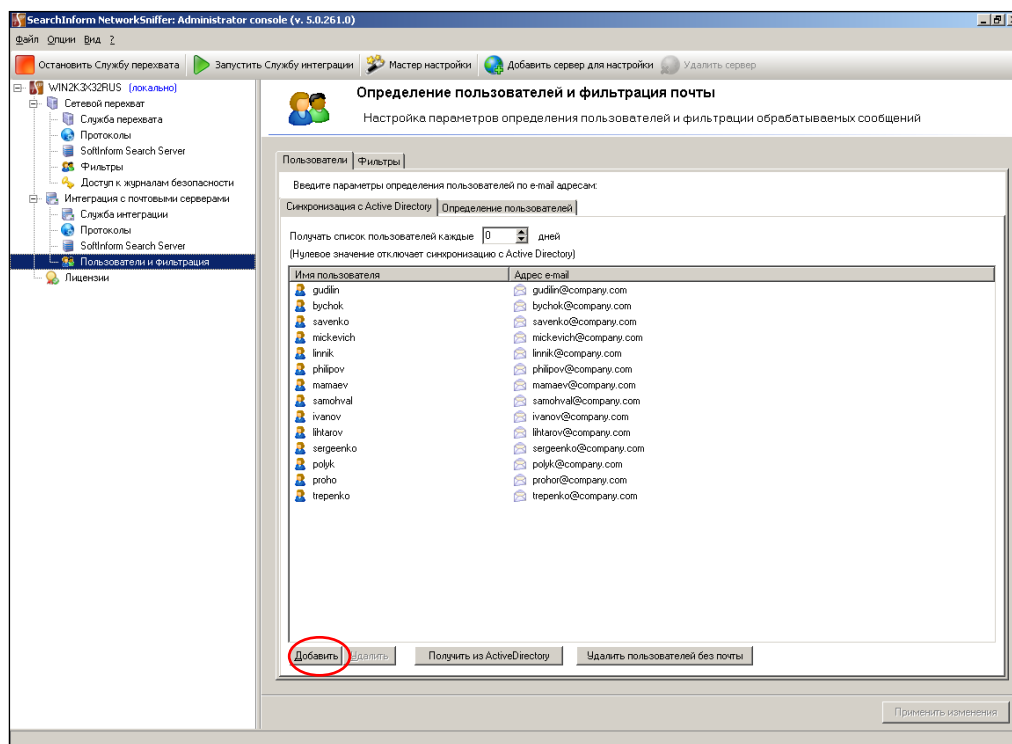 SearchInform NetworkSniffer: Administrator console (v. 5.0.261.0)
Файл Опции Вид ?
Остановить Службу перехвата Запустить Службу интеграции Мастер настройки Добавить сервер для настройки Удалить сервер
WIN2K3X32RUS (локально)
Сетевой перехват
Служба перехвата
Протоколы
SoftInform Search Server
Фильтры
Доступ к журналам безопасности
Интеграция с почтовыми серверами
Служба интеграции
Протоколы
SoftInform Search Server
Пользователи и фильтрация
Лицензии
Определение пользователей и фильтрация почты
Настройка параметров определения пользователей и фильтрации обрабатываемых сообщений
Пользователи Фильтры
Введите параметры определения пользователей по e-mail адресам:
Синхронизация с Active Directory Определение пользователей
Получать список пользователей каждые 0 дней
(Нулевое значение отключает синхронизацию с Active Directory)
Имя пользователя Адрес e-mail
gudilin gudilin@company.com
bychok bychok@company.com
savenko savenko@company.com
mickevich mickevich@company.com
linnik linnik@company.com
philipov philipov@company.com
mamaev mamaev@company.com
samohval samohval@company.com
ivanov ivanov@company.com
lihtarov lihtarov@company.com
sergeenko sergeenko@company.com
polyk polyk@company.com
proho prohor@company.com
trepenko trepenko@company.com
Добавить Удалить Получить из ActiveDirectory Удалить пользователей без почты
Применить изменения